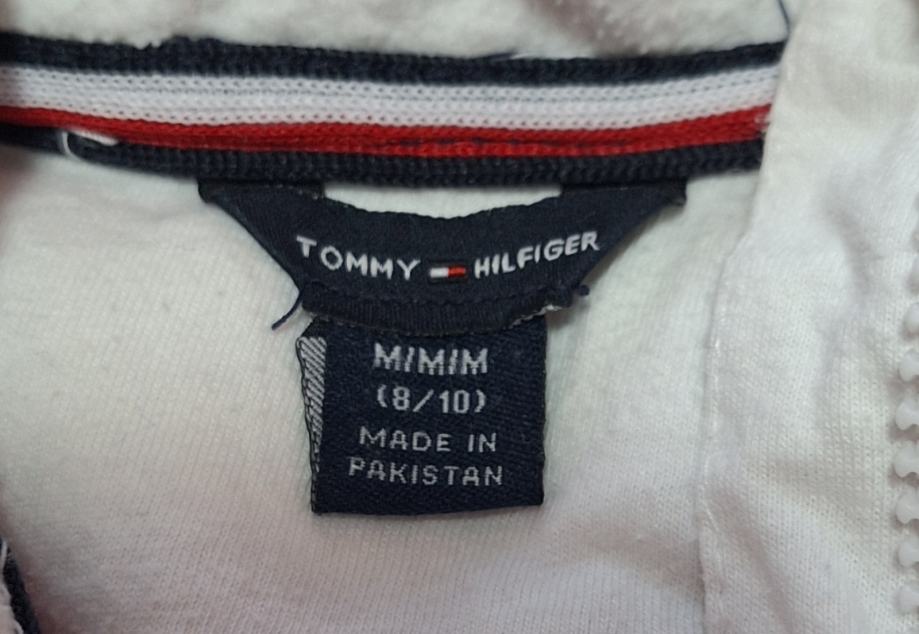 TOMMY HILFIGER
M/M/M
(8/10)
MADE IN
PAKISTAN